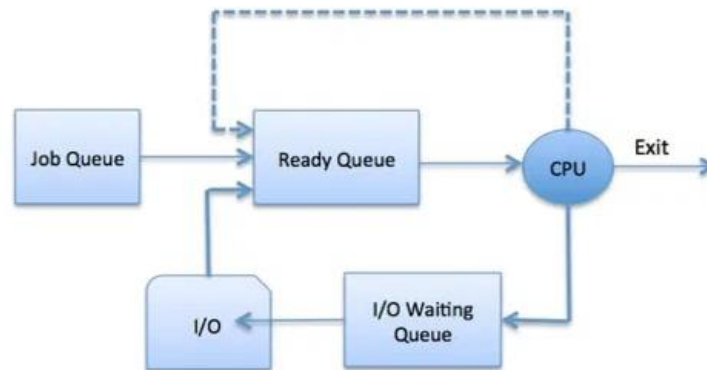 Job Queue
Ready Queue
CPU
Exit
I/O
I/O Waiting
Queue